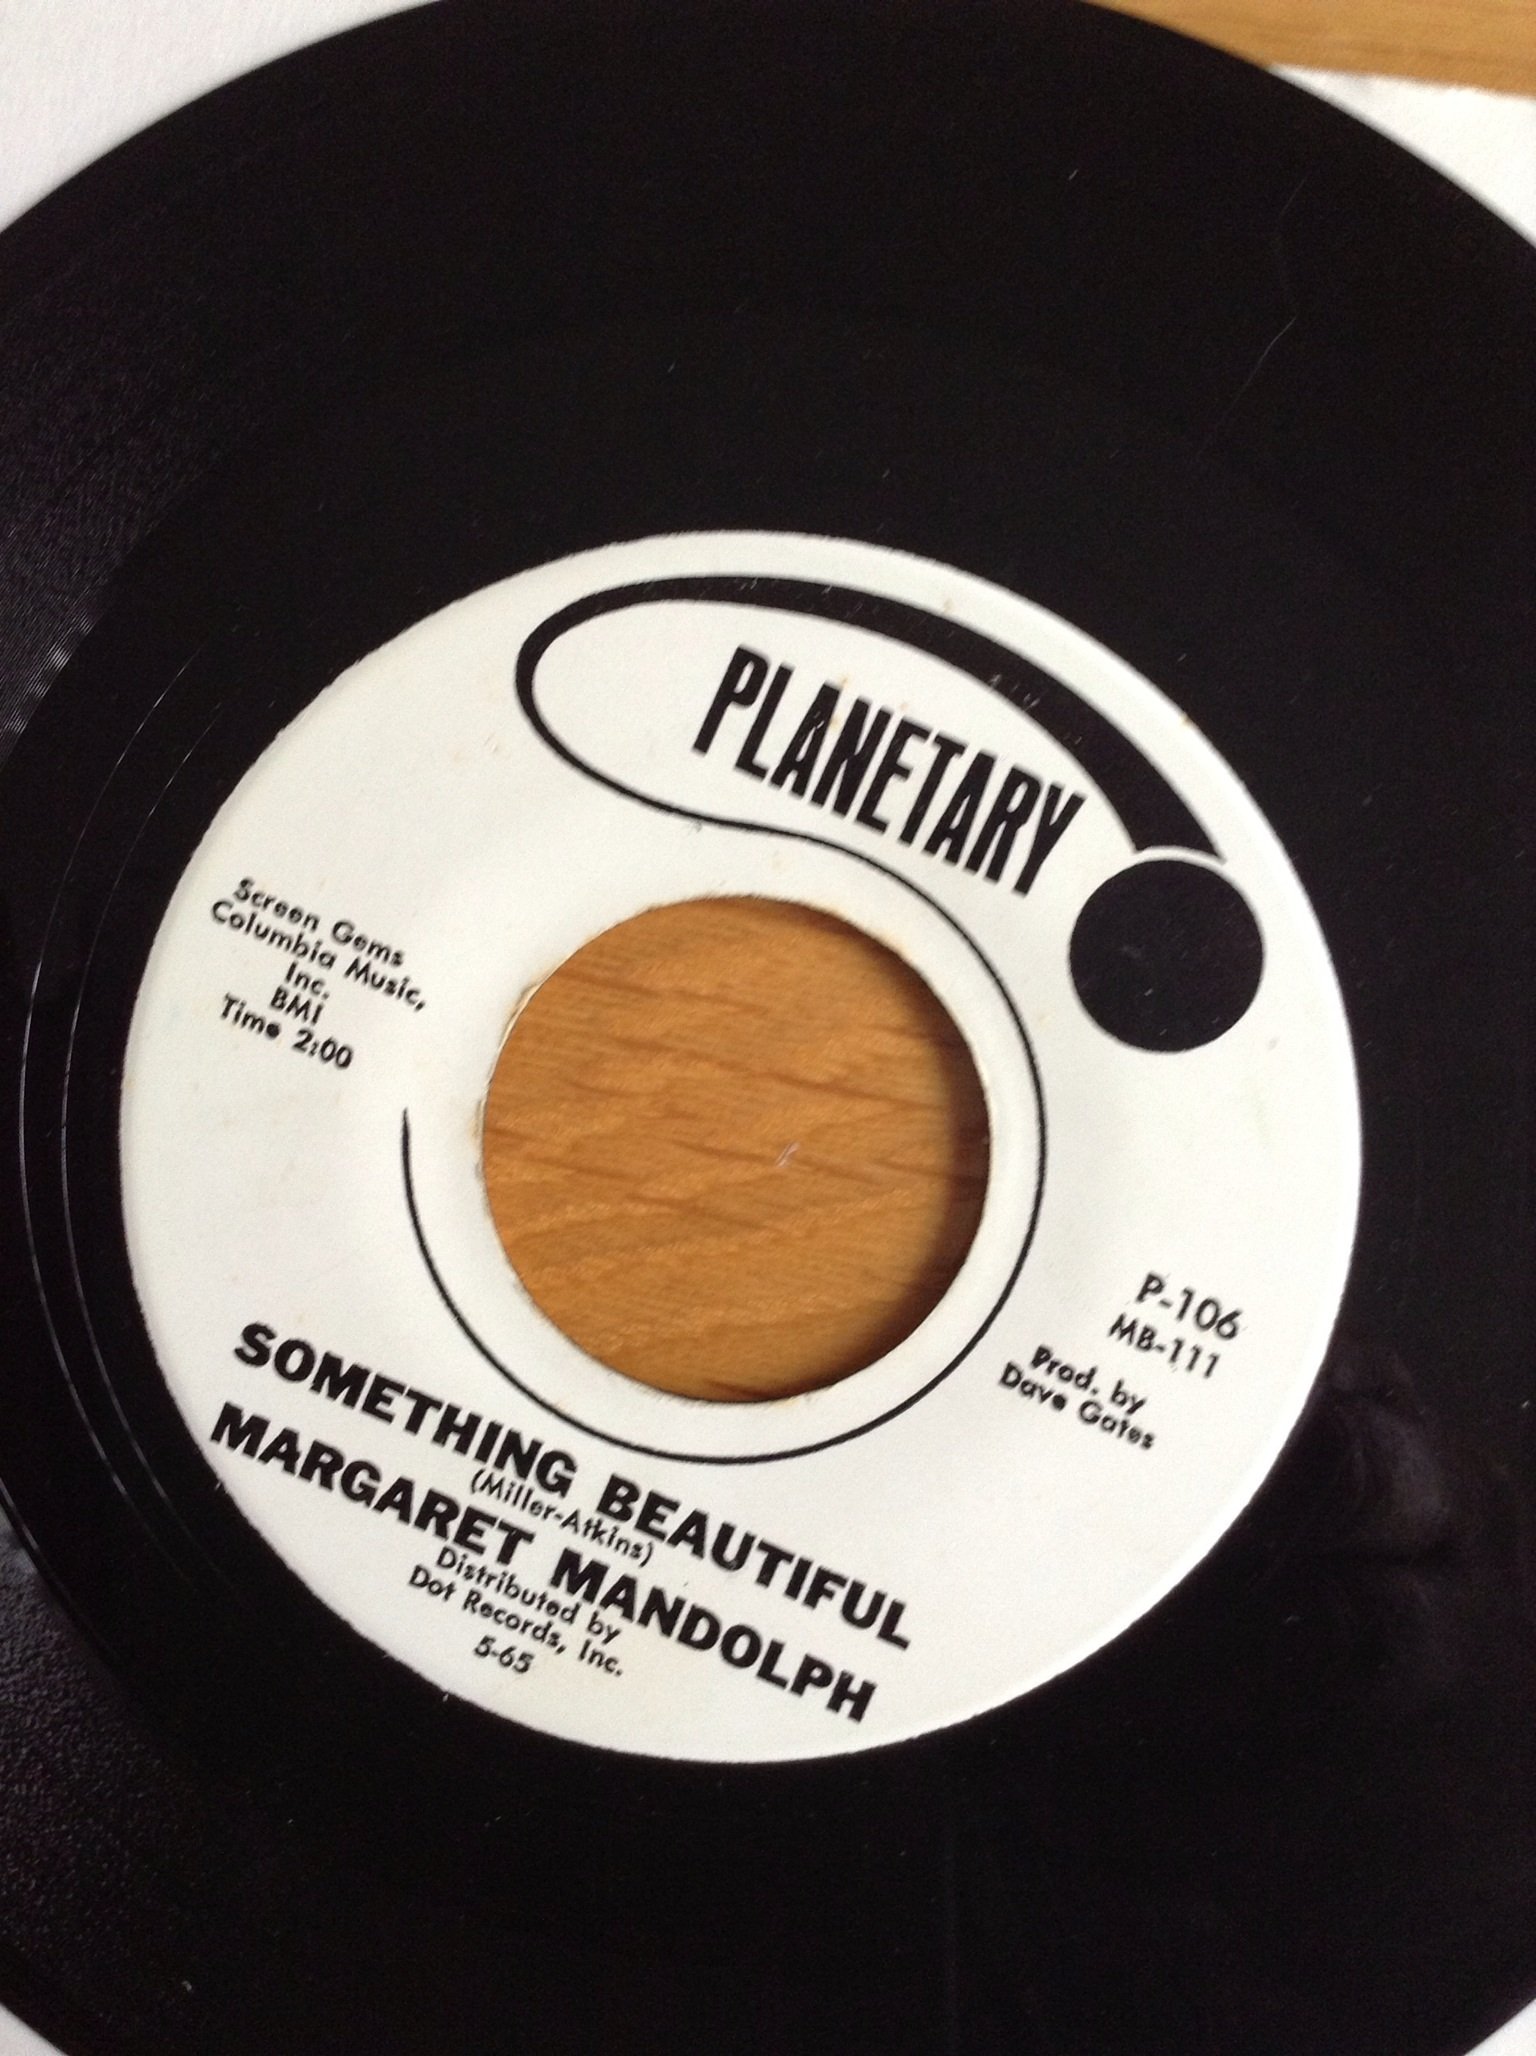 PLANETARY
Screen Gems
Columbia Music,
Inc.
BMI
Time 2:00
P-106
MB-111
Prod. by
Dave Gates
SOMETHING BEAUTIFUL
(Miller-Atkins)
MARGARET MANDOLPH
Distributed by
Dot Records, Inc.
5-65